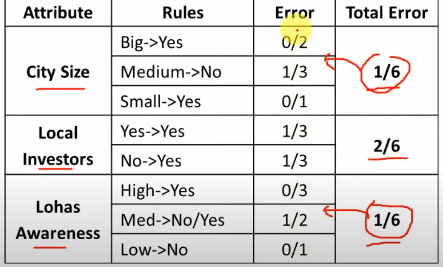 Attribute Rules Error Total Error
City Size
Big->Yes 0/2
Medium->No 1/3
Small->Yes 0/1
1/6
Local Investors
Yes->Yes 1/3
No->Yes 1/3
2/6
Lohas Awareness
High->Yes 0/3
Med->No/Yes 1/2
Low->No 0/1
1/6